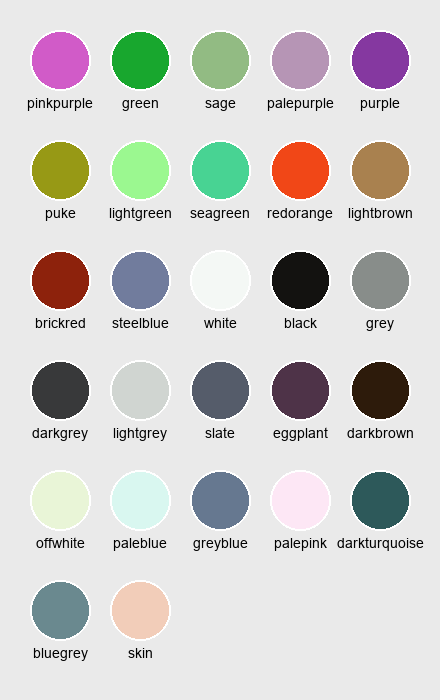 pinkpurple green sage palepurple purple
puke lightgreen seagreen redorange lightbrown
brickred steelblue white black grey
darkgrey lightgrey slate eggplant darkbrown
offwhite paleblue greyblue palepink darkturquoise
bluegrey skin